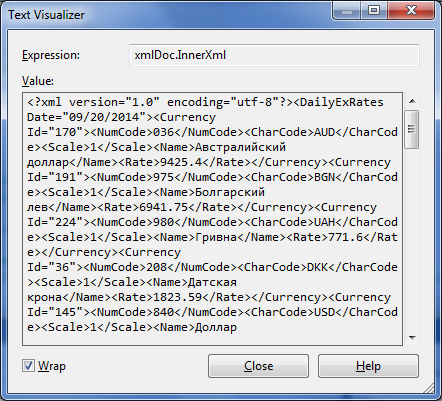 Text Visualizer
Expression:
xmlDoc.InnerXml
Value:
<?xml version="1.0" encoding="utf-8"?><DailyExRates
Date="09/20/2014"><Currency
Id="170"><NumCode>036</NumCode><CharCode>AUD</CharCod
e><Scale>1</Scale><Name>Австралийский
доллар</Name><Rate>9425.4</Rate></Currency><Currency
Id="191"><NumCode>975</NumCode><CharCode>BGN</CharCod
e><Scale>1</Scale><Name>Болгарский
лев</Name><Rate>6941.75</Rate></Currency><Currency
Id="224"><NumCode>980</NumCode><CharCode>UAH</CharCod
e><Scale>1</Scale><Name>Гривна</Name><Rate>771.6</Rat
e></Currency><Currency
Id="36"><NumCode>208</NumCode><CharCode>DKK</CharCode
><Scale>1</Scale><Name>Датская
крона</Name><Rate>1823.59</Rate></Currency><Currency
Id="145"><NumCode>840</NumCode><CharCode>USD</CharCod
e><Scale>1</Scale><Name>Доллар
Wrap
Close
Help